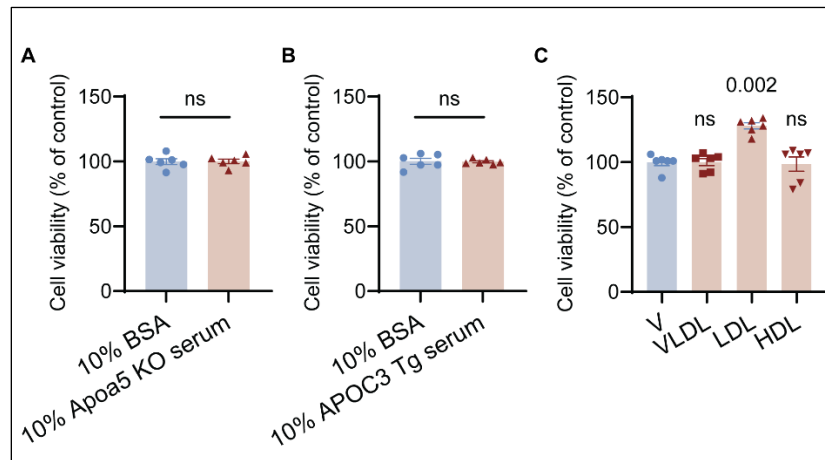 A
Cell viability (% of control)
150
100
50
0
ns
10% BSA
10% Apoa5 KO serum
B
Cell viability (% of control)
150
100
50
0
ns
10% BSA
10% APOC3 Tg serum
C
Cell viability (% of control)
150
100
50
0
ns
0.002
ns
V
VLDL
LDL
HDL